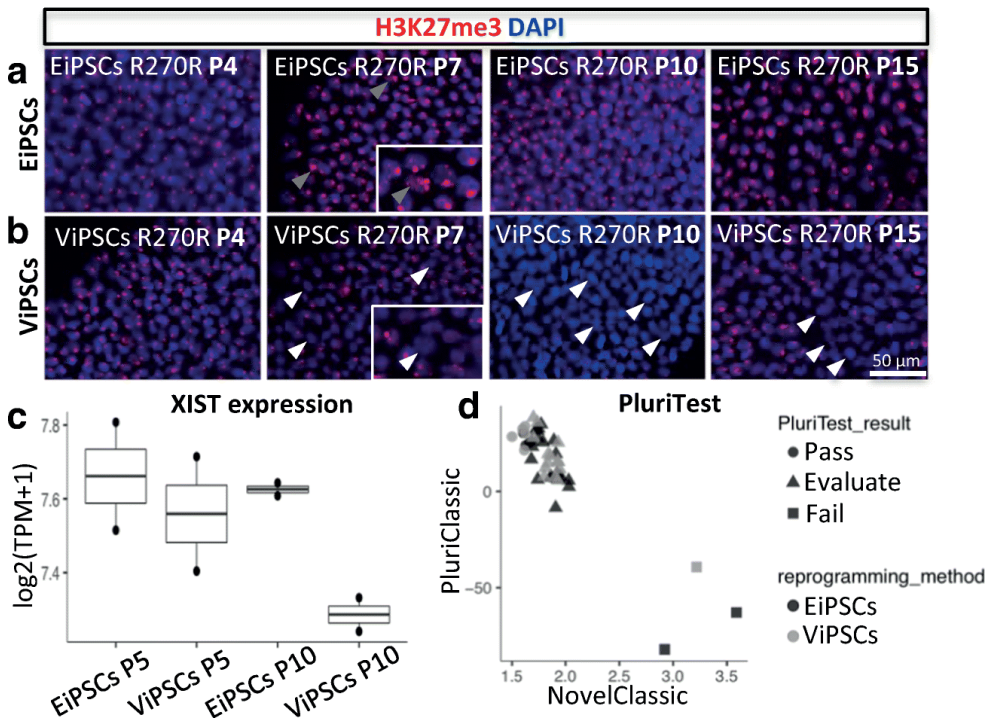 H3K27me3 DAPI
a
EiPSCs
EiPSCs R270R P4
EiPSCs R270R P7
EiPSCs R270R P10
EiPSCs R270R P15
b
ViPSCs
ViPSCs R270R P4
ViPSCs R270R P7
ViPSCs R270R P10
ViPSCs R270R P15
50 µm
c
XIST expression
log2(TPM+1)
7.8
7.6
7.4
EiPSCs P5
ViPSCs P5
EiPSCs P10
ViPSCs P10
d
PluriTest
PluriClassic
0
−50
1.5
2.0
2.5
3.0
3.5
NovelClassic
PluriTest_result
Pass
Evaluate
Fail
reprogramming_method
EiPSCs
ViPSCs